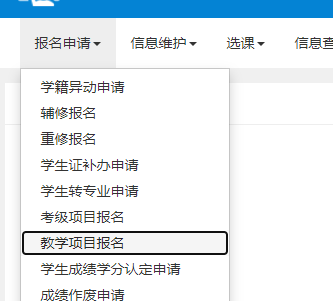 报名申请 信息维护 选课 信息查
学籍异动申请
辅修报名
重修报名
学生证补办申请
学生转专业申请
考级项目报名
教学项目报名
学生成绩学分认定申请
成绩作废申请